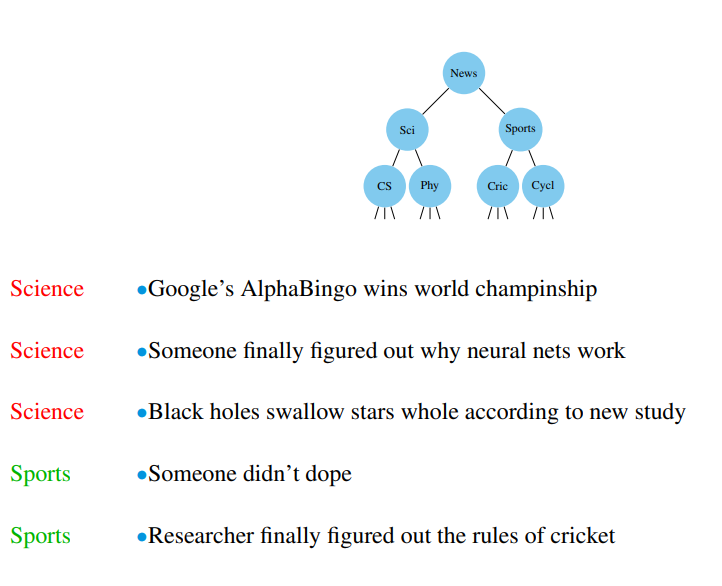 News
Sci Sports
CS Phy Cric Cycl
Science •Google's AlphaBingo wins world champinship
Science •Someone finally figured out why neural nets work
Science •Black holes swallow stars whole according to new study
Sports •Someone didn't dope
Sports •Researcher finally figured out the rules of cricket